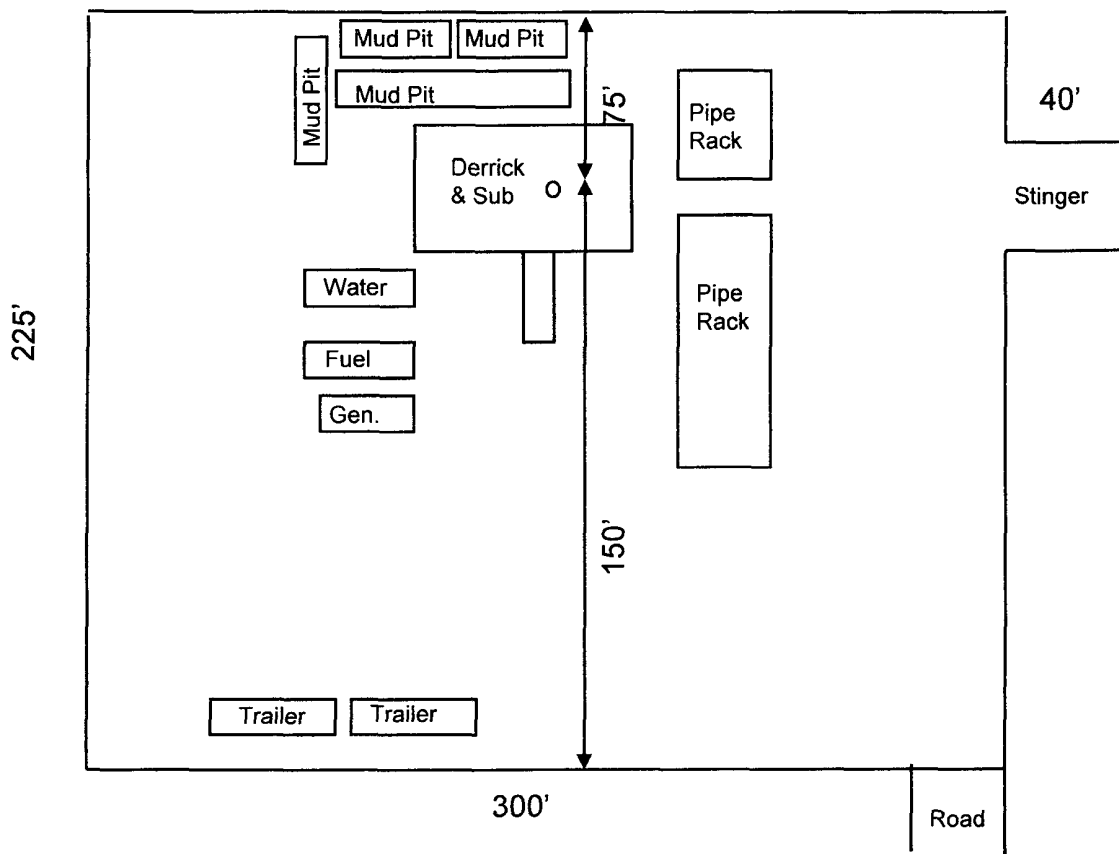 Mud Pit
Mud Pit
Mud Pit
Mud Pit
75’
Pipe
Rack
40’
Derrick
& Sub
Stinger
Water
Pipe
Rack
225’
Fuel
Gen.
150’
Trailer
Trailer
300’
Road